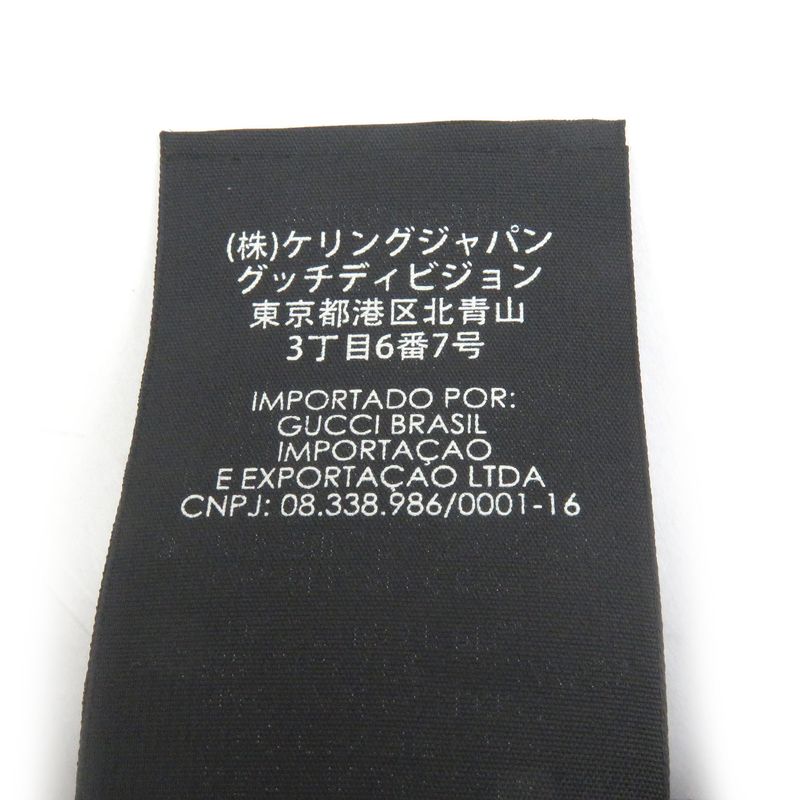 (株)ケリングジャパン
グッチディビジョン
東京都港区北青山
3丁目6番7号
IMPORTADO POR:
GUCCI BRASIL
IMPORTAÇAO
E EXPORTAÇAO LTDA
CNPJ: 08.338.986/0001-16